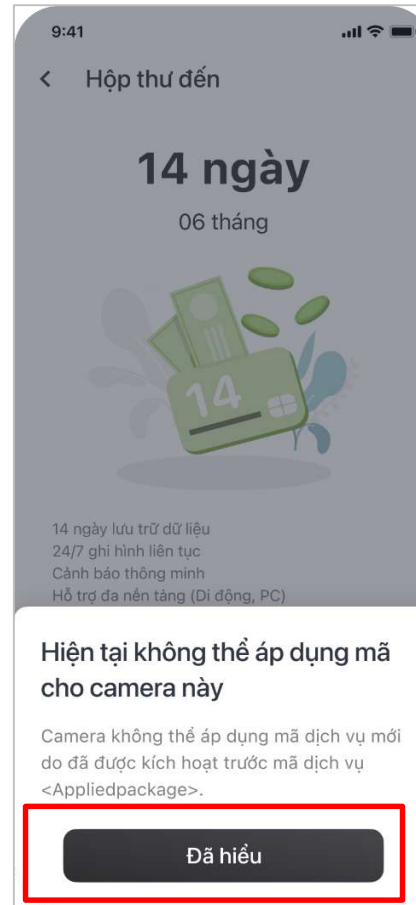 9:41
Hộp thư đến
14 ngày
06 tháng
14
14 ngày lưu trữ dữ liệu
24/7 ghi hình liên tục
Cảnh báo thông minh
Hỗ trợ đa nền tảng (Di động, PC)
Hiện tại không thể áp dụng mã
cho camera này
Camera không thể áp dụng mã dịch vụ mới
do đã được kích hoạt trước mã dịch vụ
<Appliedpackage>.
Đã hiểu